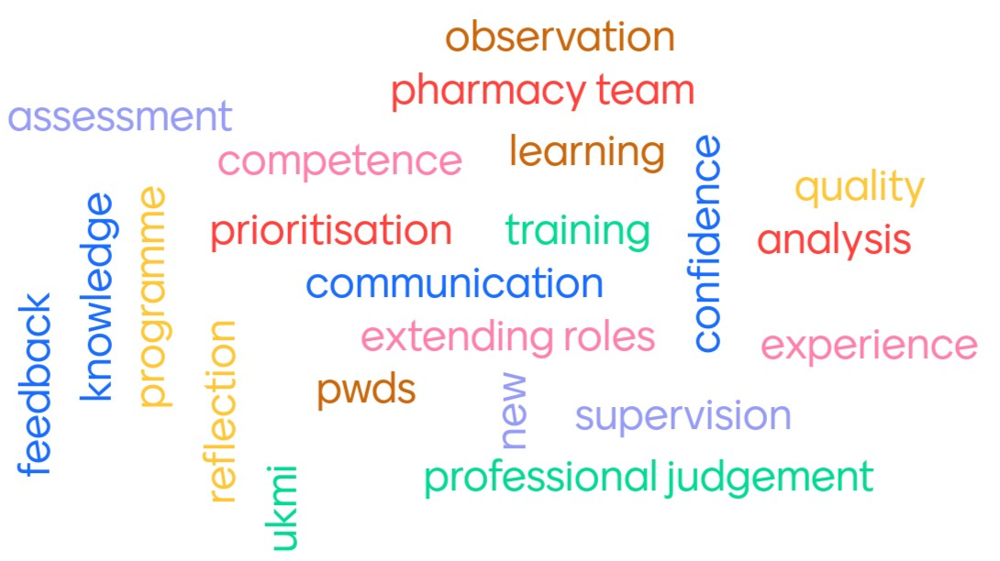 observation
pharmacy team
assessment
competence
learning
confidence
quality
knowledge
programme
prioritisation
training
analysis
communication
feedback
reflection
extending roles
experience
pwds
new
supervision
ukmi
professional judgement